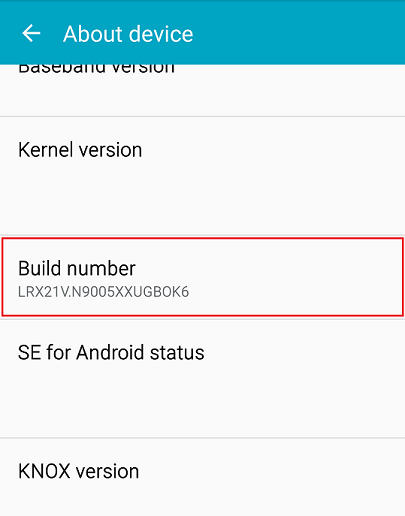 About device
Baseband version
Kernel version
Build number
LRX21V.N9005XXUGBOK6
SE for Android status
KNOX version